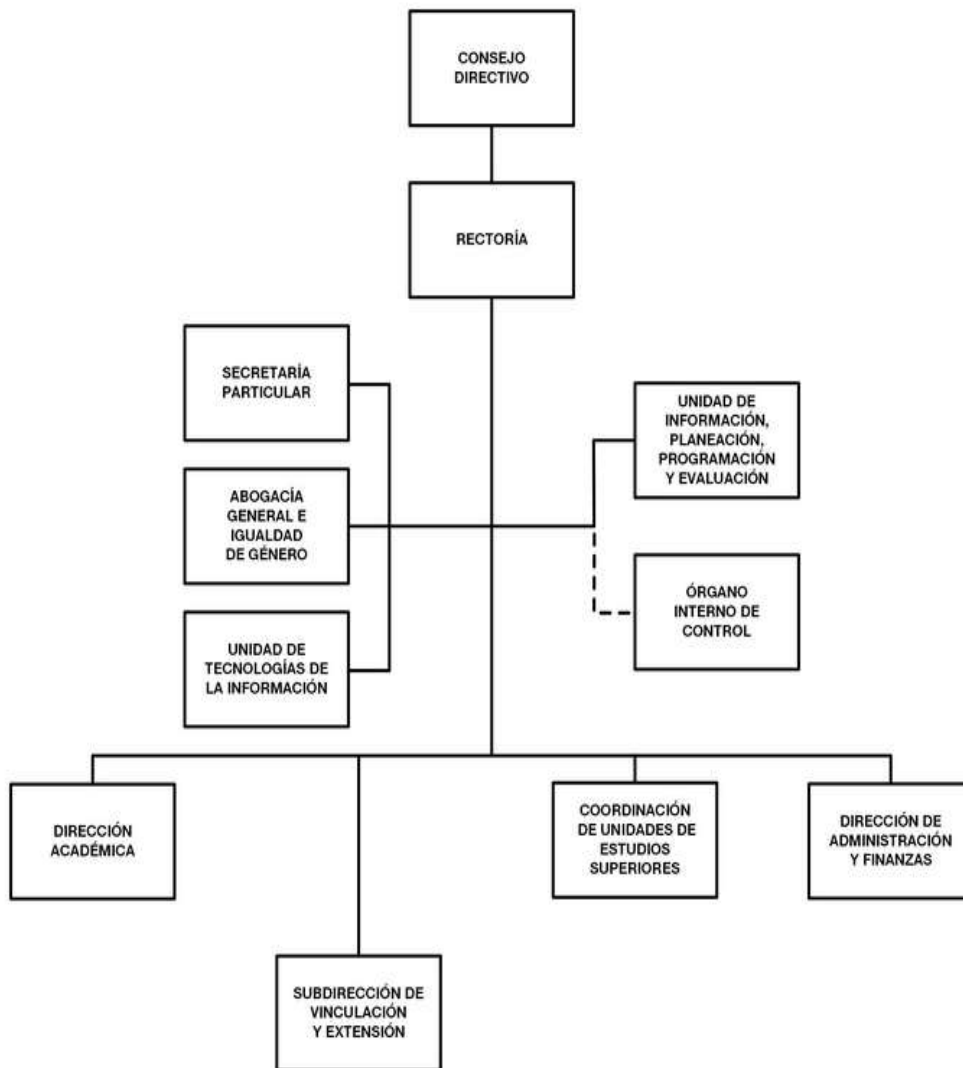 CONSEJO
DIRECTIVO
RECTORÍA
SECRETARÍA
PARTICULAR
UNIDAD DE
INFORMACIÓN,
PLANEACIÓN,
PROGRAMACIÓN
Y EVALUACIÓN
ABOGACÍA
GENERAL E
IGUALDAD
DE GÉNERO
ÓRGANO
INTERNO DE
CONTROL
UNIDAD DE
TECNOLOGÍAS DE
LA INFORMACIÓN
DIRECCIÓN
ACADÉMICA
COORDINACIÓN
DE UNIDADES DE
ESTUDIOS
SUPERIORES
DIRECCIÓN DE
ADMINISTRACIÓN
Y FINANZAS
SUBDIRECCIÓN DE
VINCULACIÓN
Y EXTENSIÓN